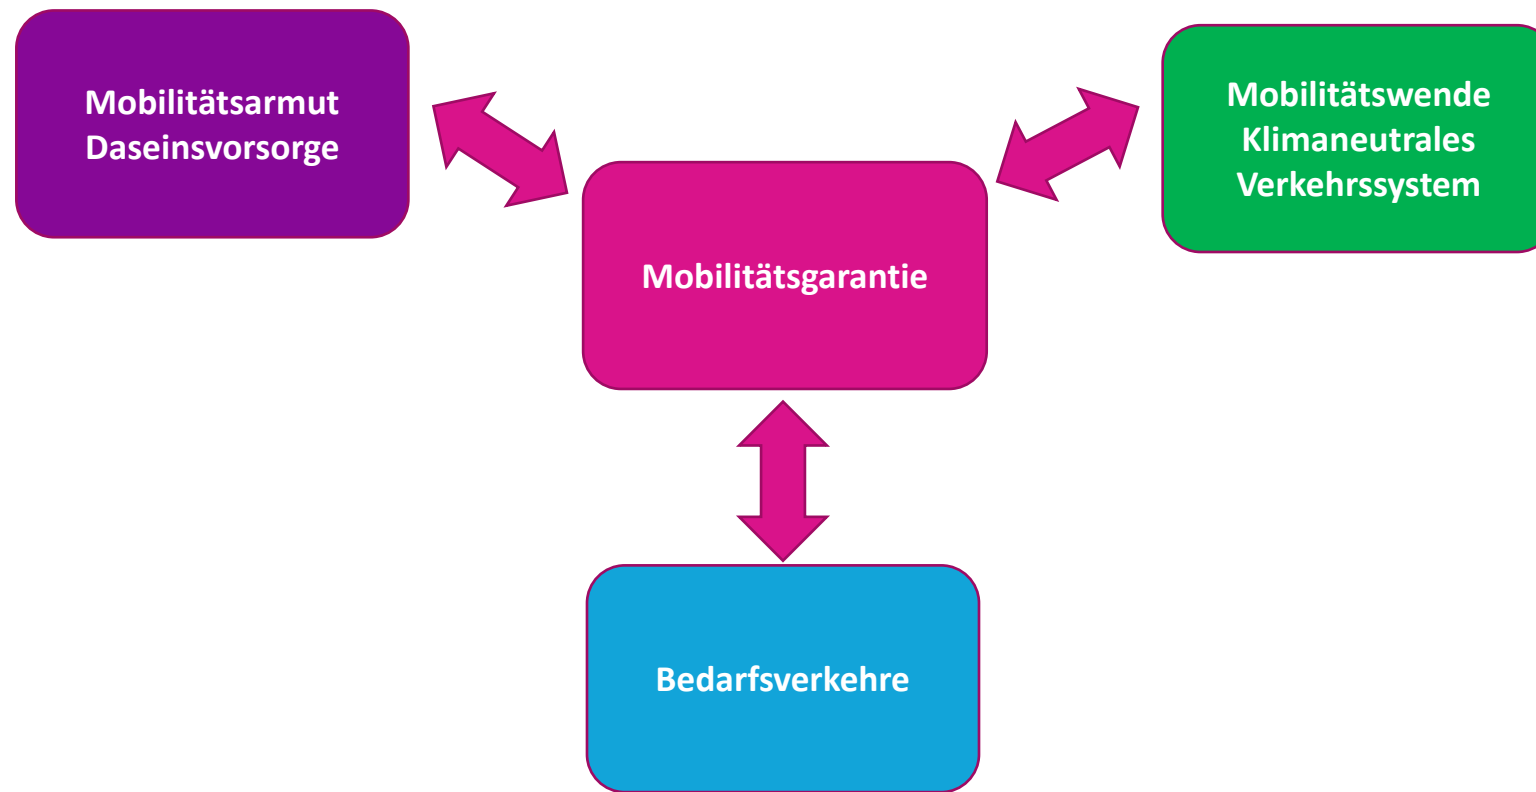 Mobilitätsarmut
Daseinsvorsorge
Mobilitätswende
Klimaneutrales
Verkehrssystem
Mobilitätsgarantie
Bedarfsverkehre